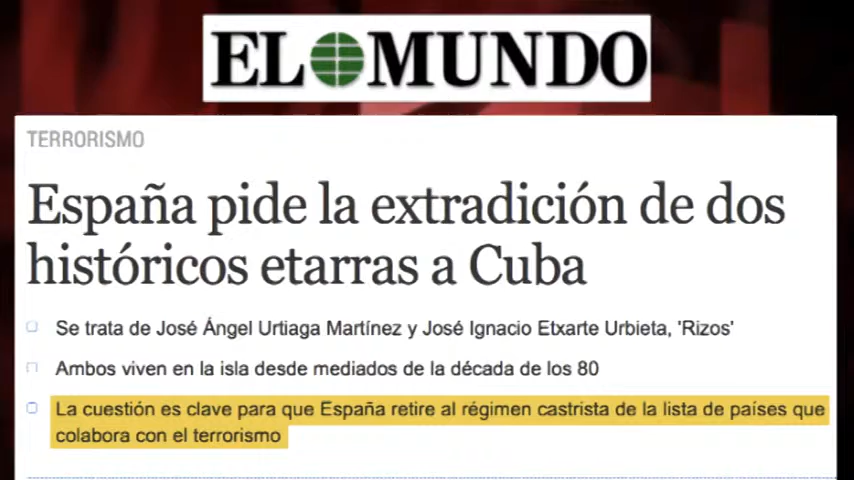 EL MUNDO
TERRORISMO
España pide la extradición de dos
históricos etarras a Cuba
Se trata de José Ángel Urtiaga Martínez y José Ignacio Etxarte Urbieta, 'Rizos'
Ambos viven en la isla desde mediados de la década de los 80
La cuestión es clave para que España retire al régimen castrista de la lista de países que
colabora con el terrorismo